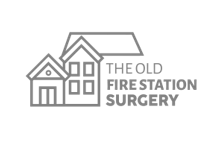 THE OLD
FIRE STATION
SURGERY